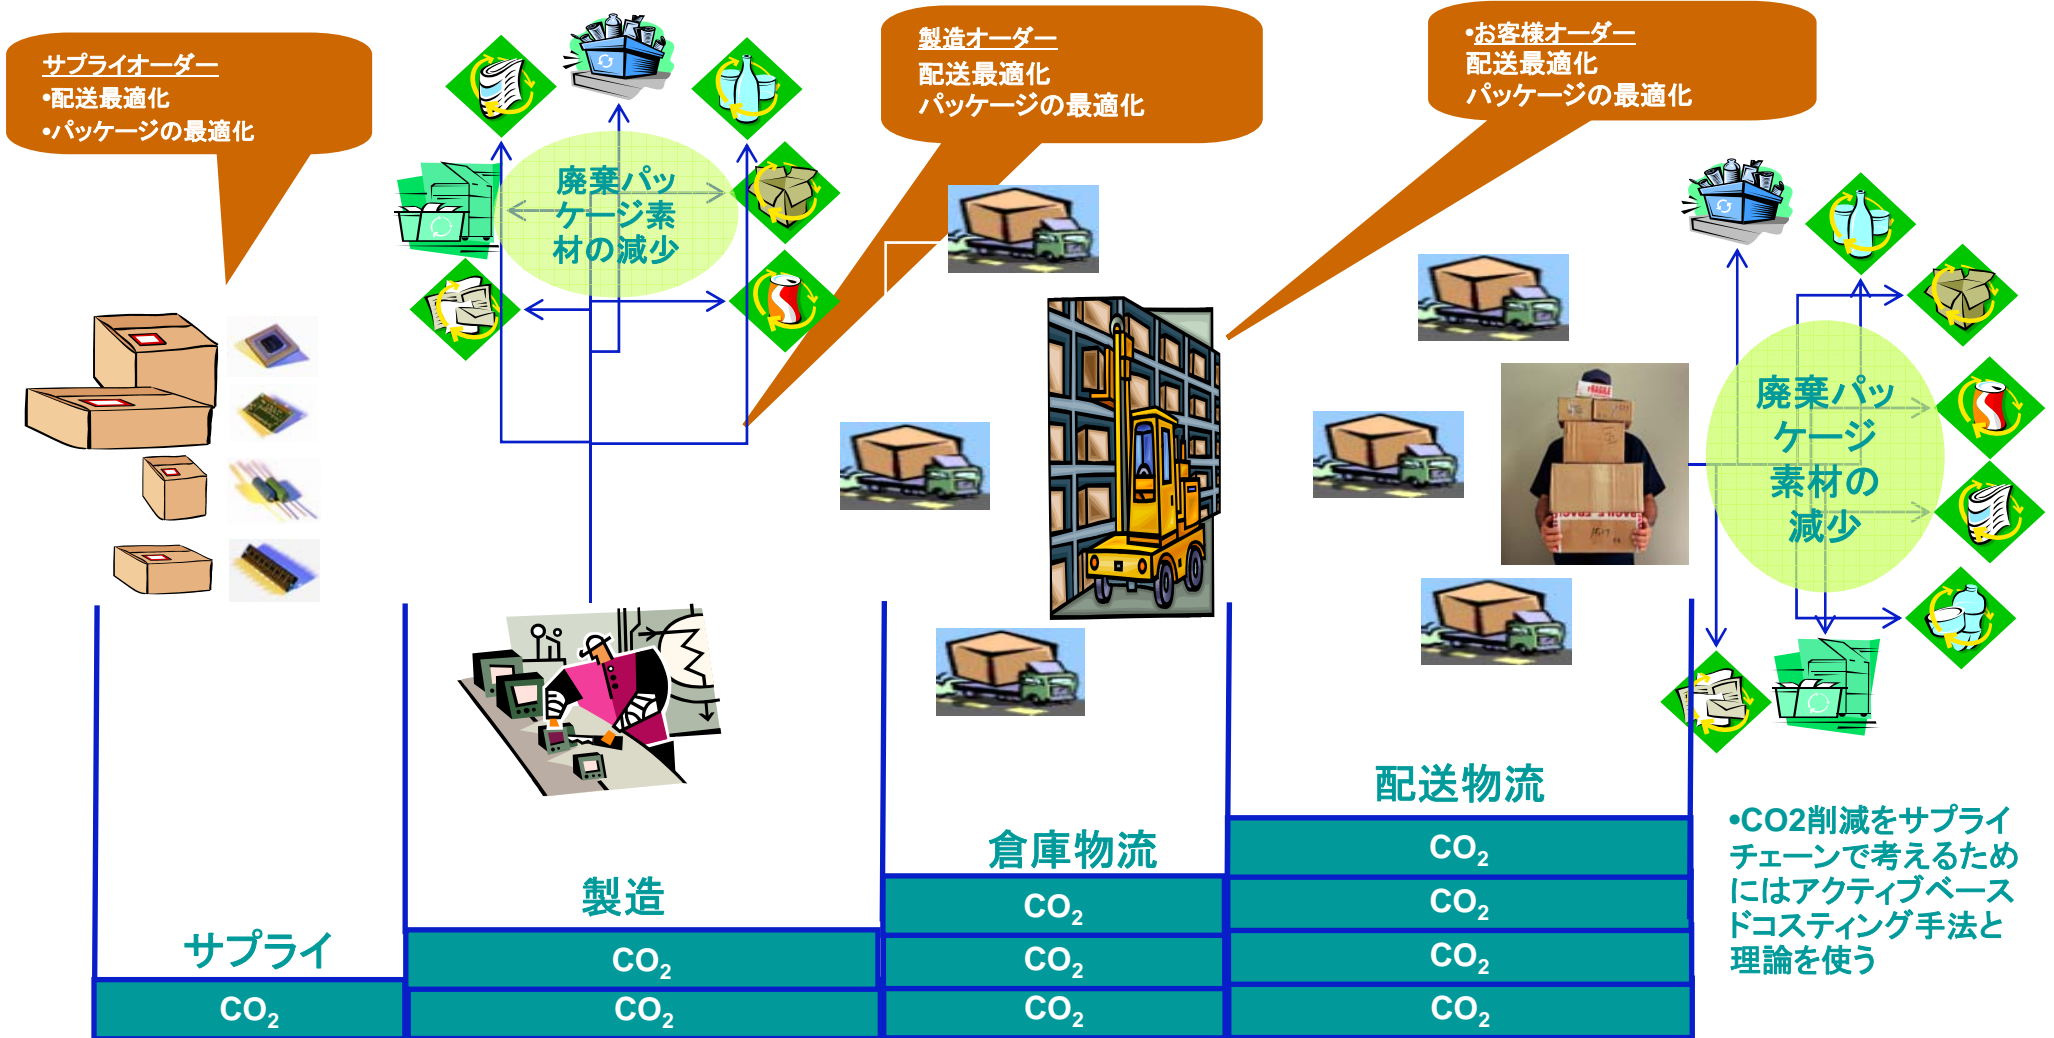 サプライオーダー
•配送最適化
•パッケージの最適化
製造オーダー
配送最適化
パッケージの最適化
•お客様オーダー
配送最適化
パッケージの最適化
廃棄パッ
ケージ素
材の減少
廃棄パッ
ケージ
素材の
減少
サプライ
製造
倉庫物流
配送物流
CO2
CO2
CO2
CO2
CO2
CO2
CO2
CO2
CO2
CO2
•CO2削減をサプライ
チェーンで考えるため
にはアクティブベース
ドコスティング手法と
理論を使う